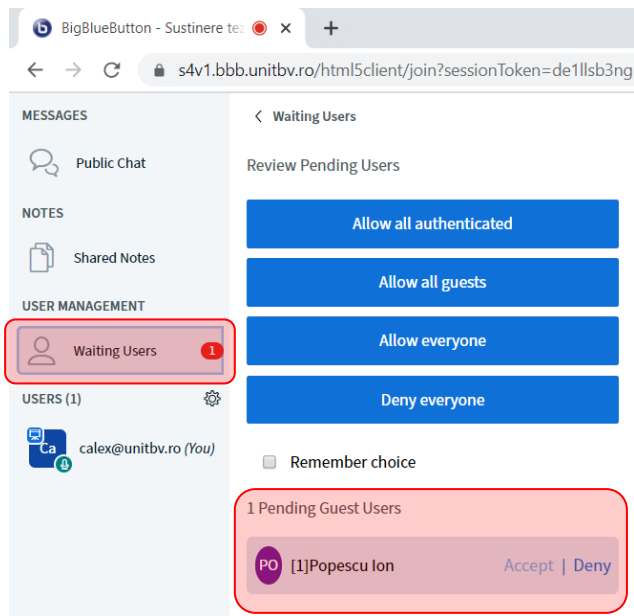 BigBlueButton - Sustinere tez
s4v1.bbb.unitbv.ro/html5client/join?sessionToken=de1llsb3ng
MESSAGES
Public Chat
NOTES
Shared Notes
USER MANAGEMENT
Waiting Users 1
USERS (1)
Ca calex@unitbv.ro (You)
Waiting Users
Review Pending Users
Allow all authenticated
Allow all guests
Allow everyone
Deny everyone
Remember choice
1 Pending Guest Users
PO [1]Popescu Ion Accept | Deny